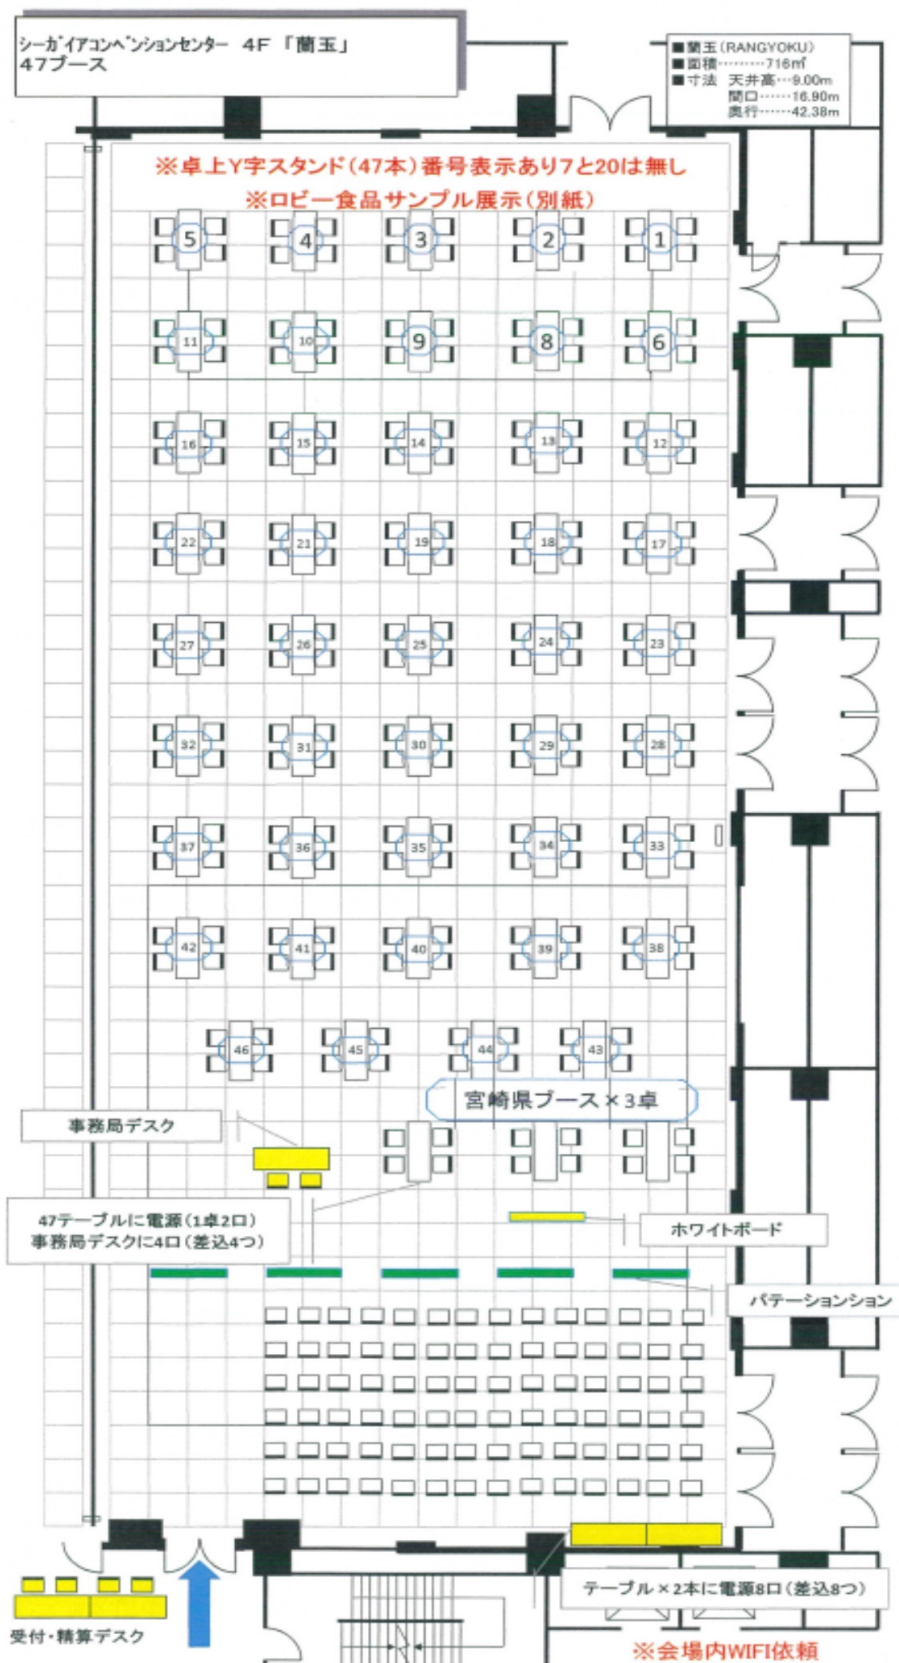 シーガイアコンベンションセンター 4F 「蘭玉」
47ブース
■蘭玉(RANGYOKU)
■面積………716㎡
■寸法 天井高…9.00m
間口……16.90m
奥行……42.38m
※卓上Y字スタンド(47本)番号表示あり7と20は無し
※ロビー食品サンプル展示(別紙)
5 4 3 2 1
11 10 9 8 6
16 15 14 13 12
22 21 19 18 17
27 26 25 24 23
32 31 30 29 28
37 36 35 34 33
42 41 40 39 38
46 45 44 43
宮崎県ブース×3卓
事務局デスク
47テーブルに電源(1卓2口)
事務局デスクに4口(差込4つ)
ホワイトボード
パテーションション
テーブル×2本に電源8口(差込8つ)
受付・精算デスク
※会場内WIFI依頼